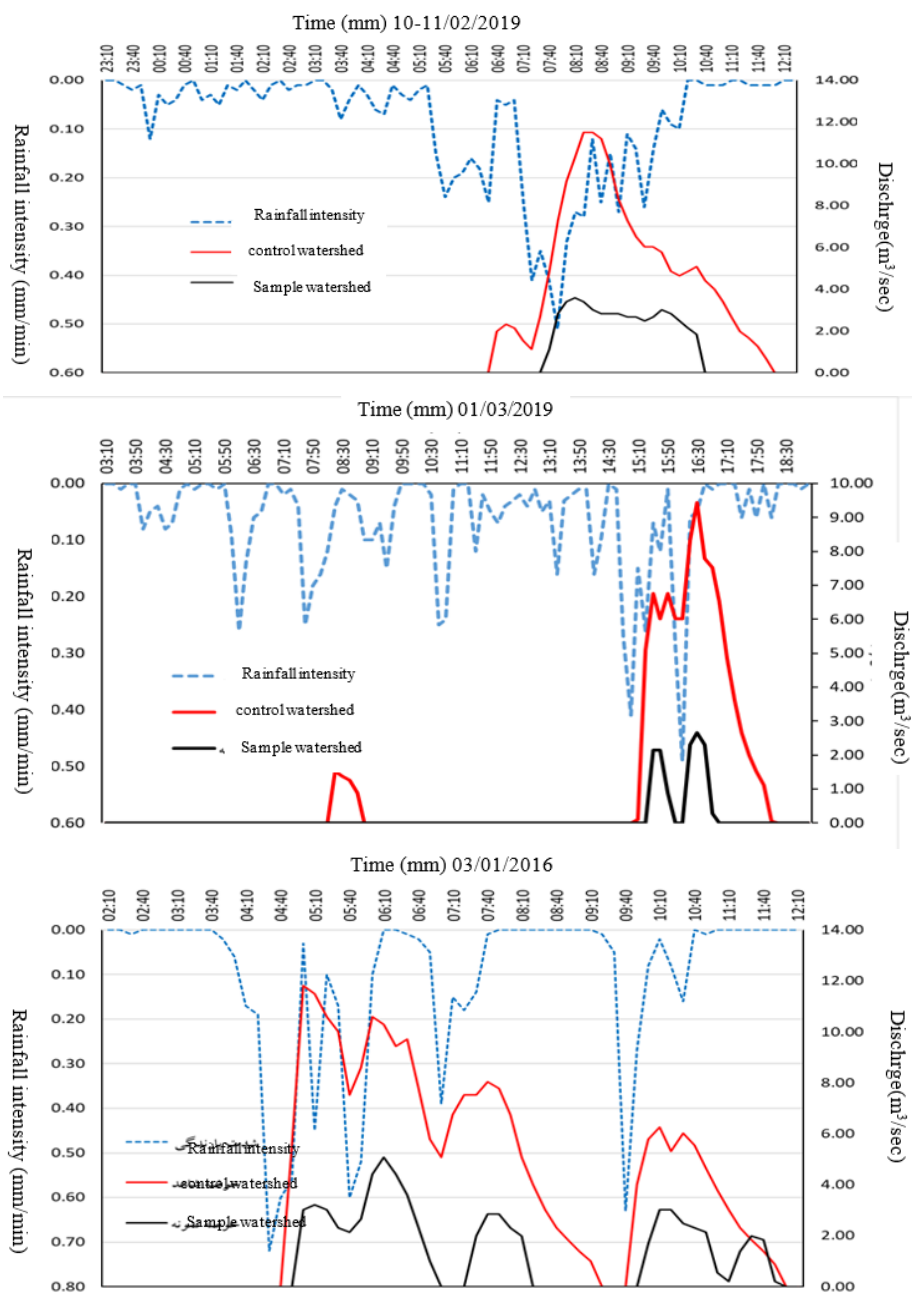 Time (mm) 10-11/02/2019
23:10 23:40 00:10 00:40 01:10 01:40 02:10 02:40 03:10 03:40 04:10 04:40 05:10 05:40 06:10 06:40 07:10 07:40 08:10 08:40 09:10 09:40 10:10 10:40 11:10 11:40 12:10
Rainfall intensity (mm/min)
0.00
0.10
0.20
0.30
0.40
0.50
0.60
Rainfall intensity
control watershed
Sample watershed
14.00
12.00
10.00
8.00
6.00
4.00
2.00
0.00
Dischrge(m³/sec)
Time (mm) 01/03/2019
03:10 03:50 04:30 05:10 05:50 06:30 07:10 07:50 08:30 09:10 09:50 10:30 11:10 11:50 12:30 13:10 13:50 14:30 15:10 15:50 16:30 17:10 17:50 18:30
Rainfall intensity (mm/min)
0.00
0.10
0.20
0.30
0.40
0.50
0.60
Rainfall intensity
control watershed
Sample watershed
10.00
9.00
8.00
7.00
6.00
5.00
4.00
3.00
2.00
1.00
0.00
Dischrge(m³/sec)
Time (mm) 03/01/2016
02:10 02:40 03:10 03:40 04:10 04:40 05:10 05:40 06:10 06:40 07:10 07:40 08:10 08:40 09:10 09:40 10:10 10:40 11:10 11:40 12:10
Rainfall intensity (mm/min)
0.00
0.10
0.20
0.30
0.40
0.50
0.60
0.70
0.80
Rainfall intensity
control watershed
Sample watershed
14.00
12.00
10.00
8.00
6.00
4.00
2.00
0.00
Dischrge(m³/sec)